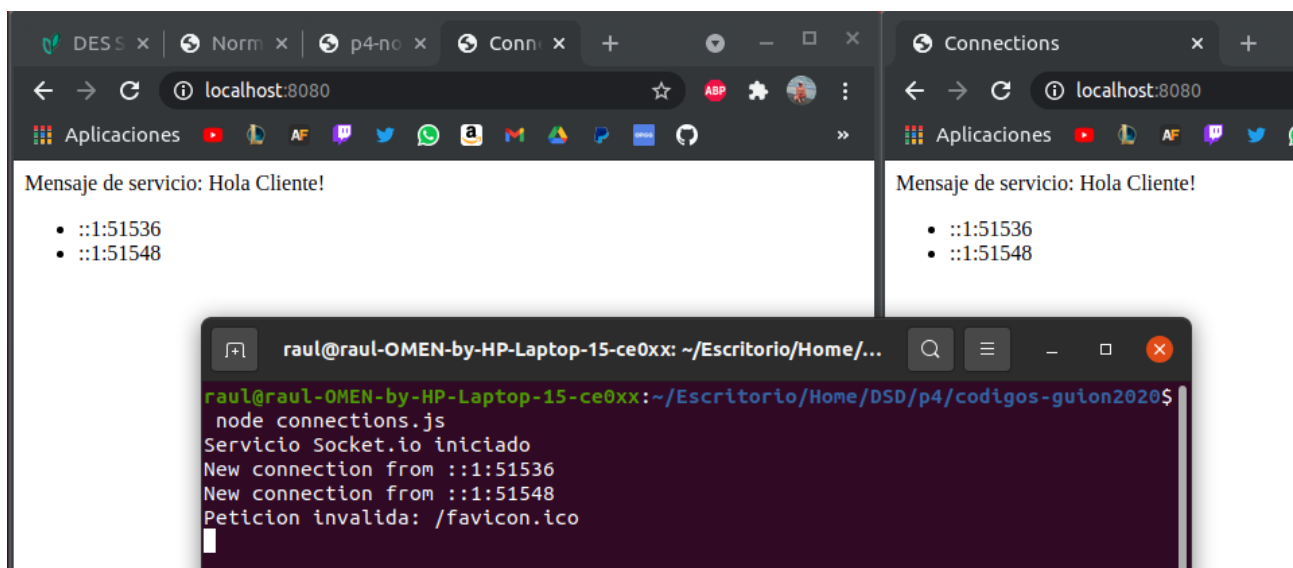 DES S
Norm
p4-no
Conn
Connections
localhost:8080
ABP
localhost:8080
Aplicaciones
AF
a
OPGG
»
Aplicaciones
AF
Mensaje de servicio: Hola Cliente!
::1:51536
::1:51548
Mensaje de servicio: Hola Cliente!
::1:51536
::1:51548
raul@raul-OMEN-by-HP-Laptop-15-ce0xx: ~/Escritorio/Home/...
raul@raul-OMEN-by-HP-Laptop-15-ce0xx:~/Escritorio/Home/DSD/p4/codigos-guion2020$
node connections.js
Servicio Socket.io iniciado
New connection from ::1:51536
New connection from ::1:51548
Peticion invalida: /favicon.ico